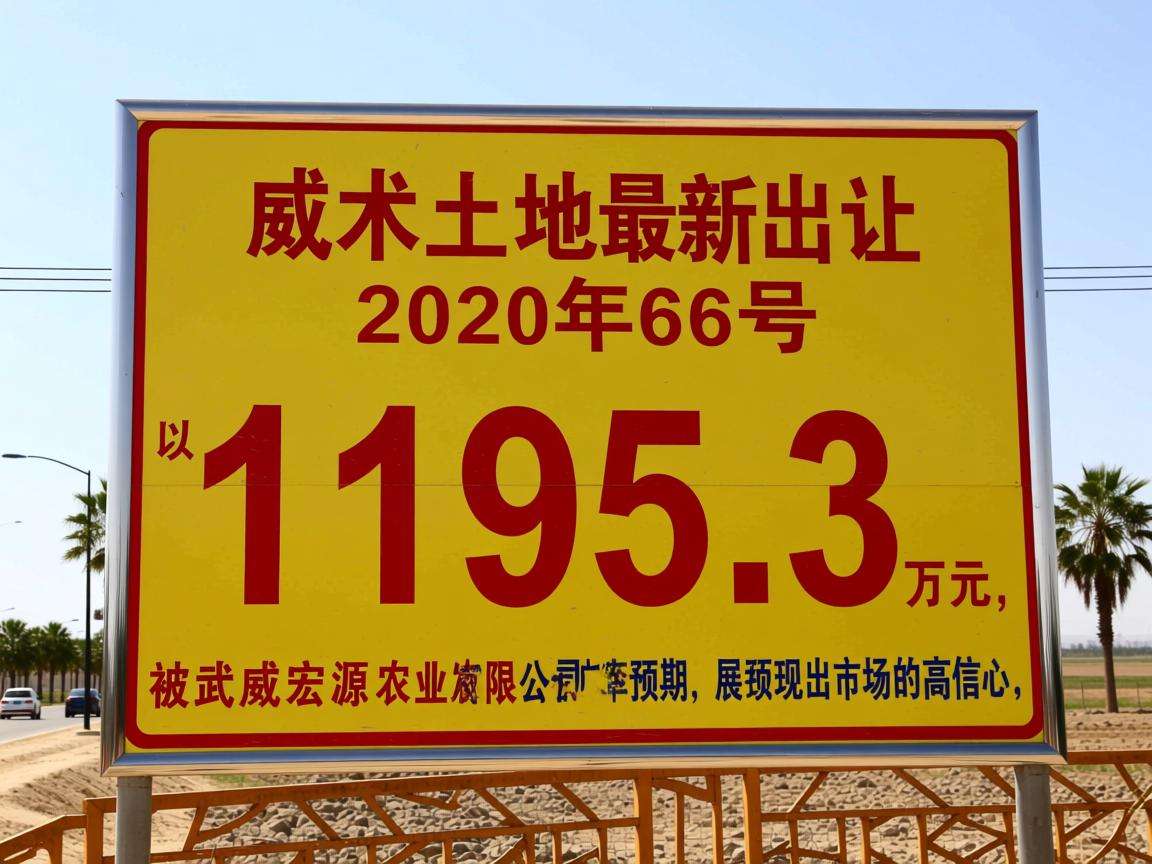 威术土地最新出让
2020年66号
以1195.3万元,
被武威宏源农业限公司预期,展现出市场的高信心,